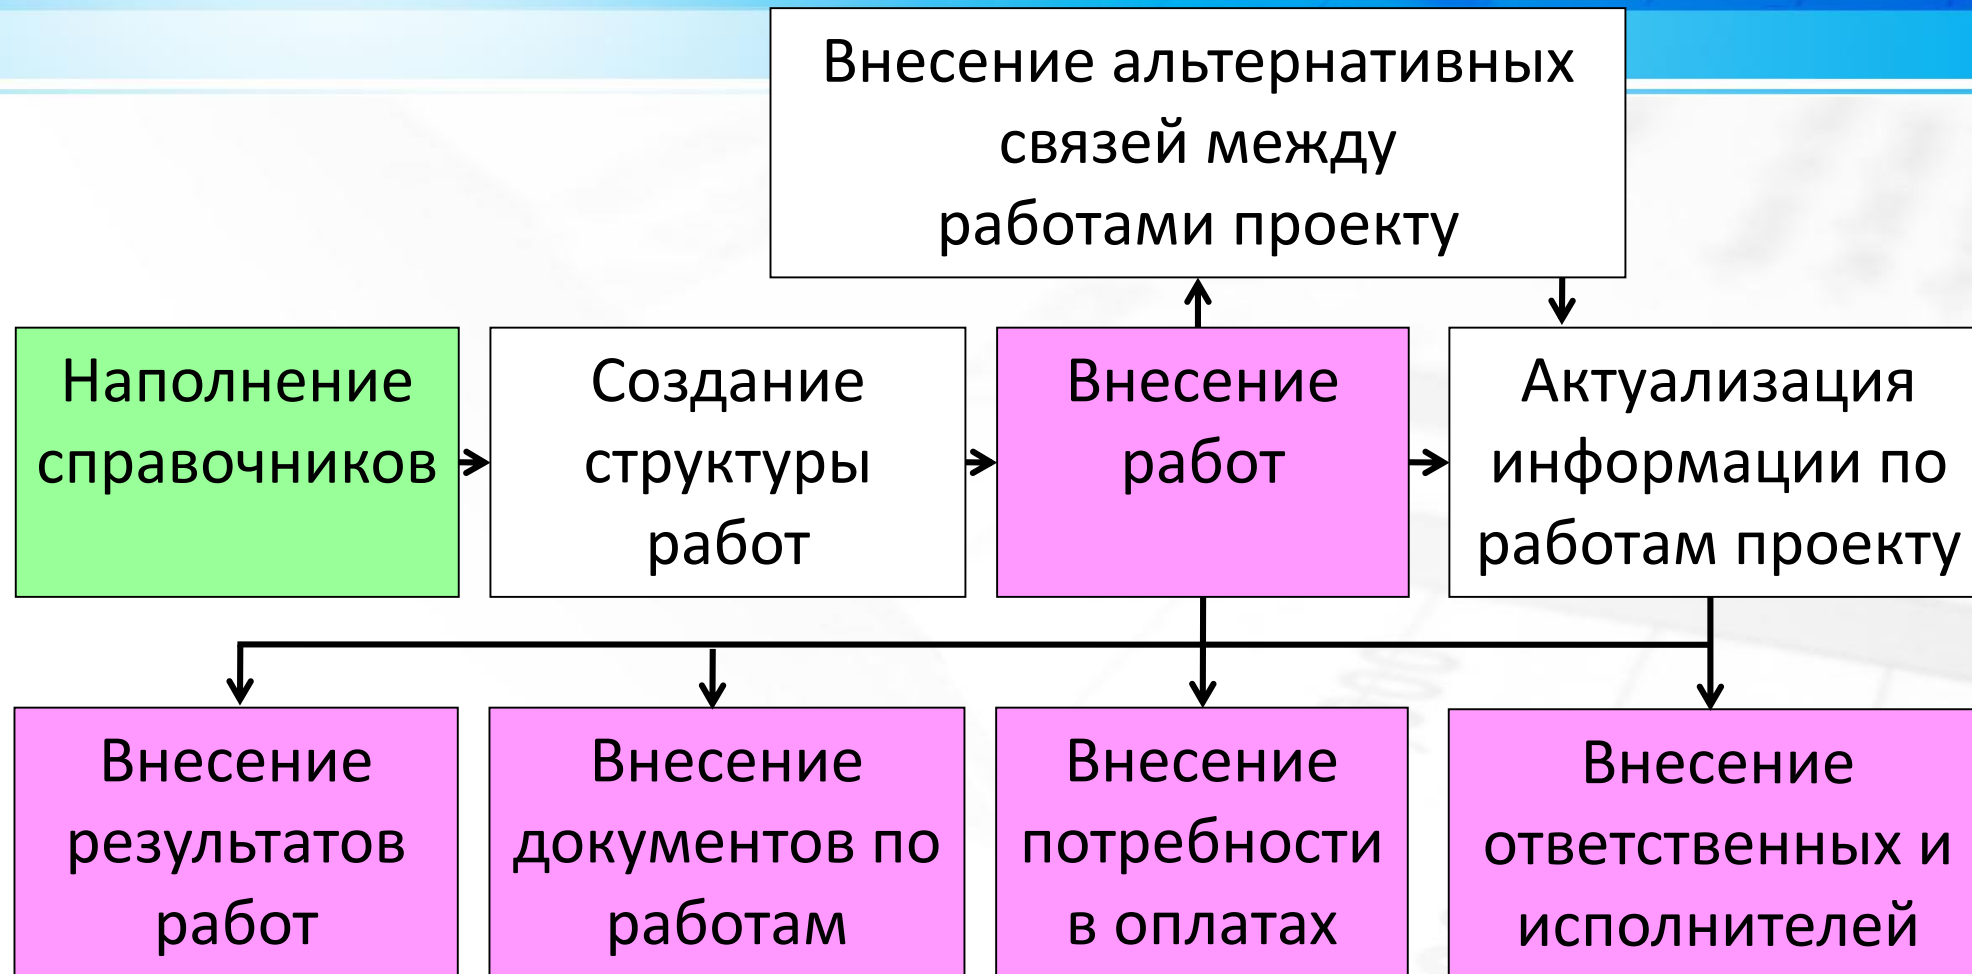 Внесение альтернативных
связей между
работами проекту
Наполнение
справочников
Создание
структуры
работ
Внесение
работ
Актуализация
информации по
работам проекту
Внесение
результатов
работ
Внесение
документов по
работам
Внесение
потребности
в оплатах
Внесение
ответственных и
исполнителей